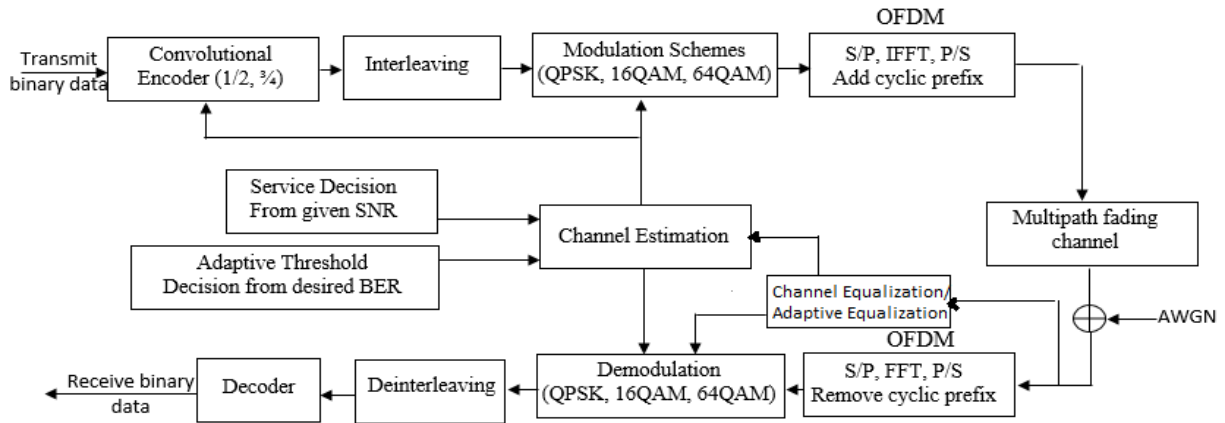 OFDM
Transmit
binary data
Convolutional
Encoder (1/2, ¾)
Interleaving
Modulation Schemes
(QPSK, 16QAM, 64QAM)
S/P, IFFT, P/S
Add cyclic prefix
Service Decision
From given SNR
Channel Estimation
Multipath fading
channel
Adaptive Threshold
Decision from desired BER
Channel Equalization/
Adaptive Equalization
AWGN
OFDM
Receive binary
data
Decoder
Deinterleaving
Demodulation
(QPSK, 16QAM, 64QAM)
S/P, FFT, P/S
Remove cyclic prefix